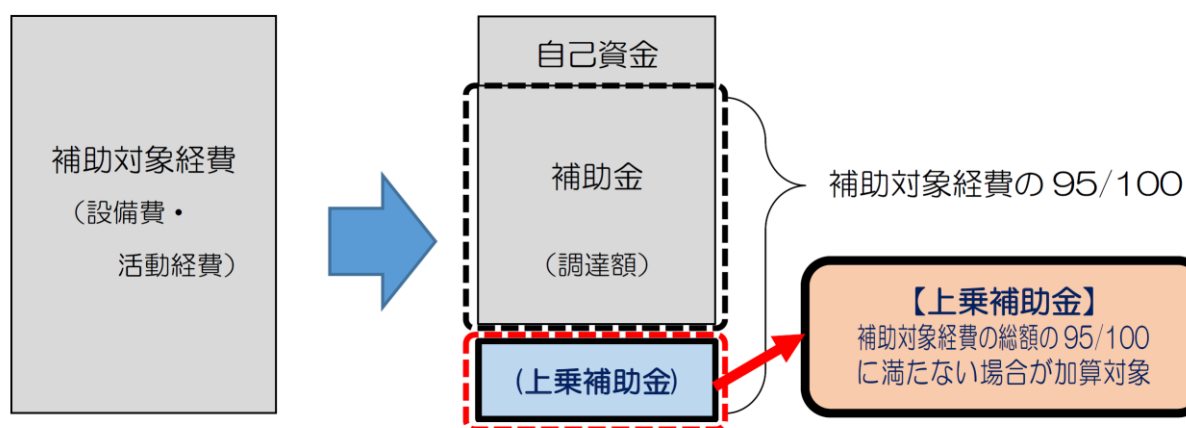 補助対象経費
（設備費・
活動経費）
自己資金
補助金
（調達額）
(上乗補助金)
補助対象経費の 95/100
【上乗補助金】
補助対象経費の総額の 95/100
に満たない場合が加算対象